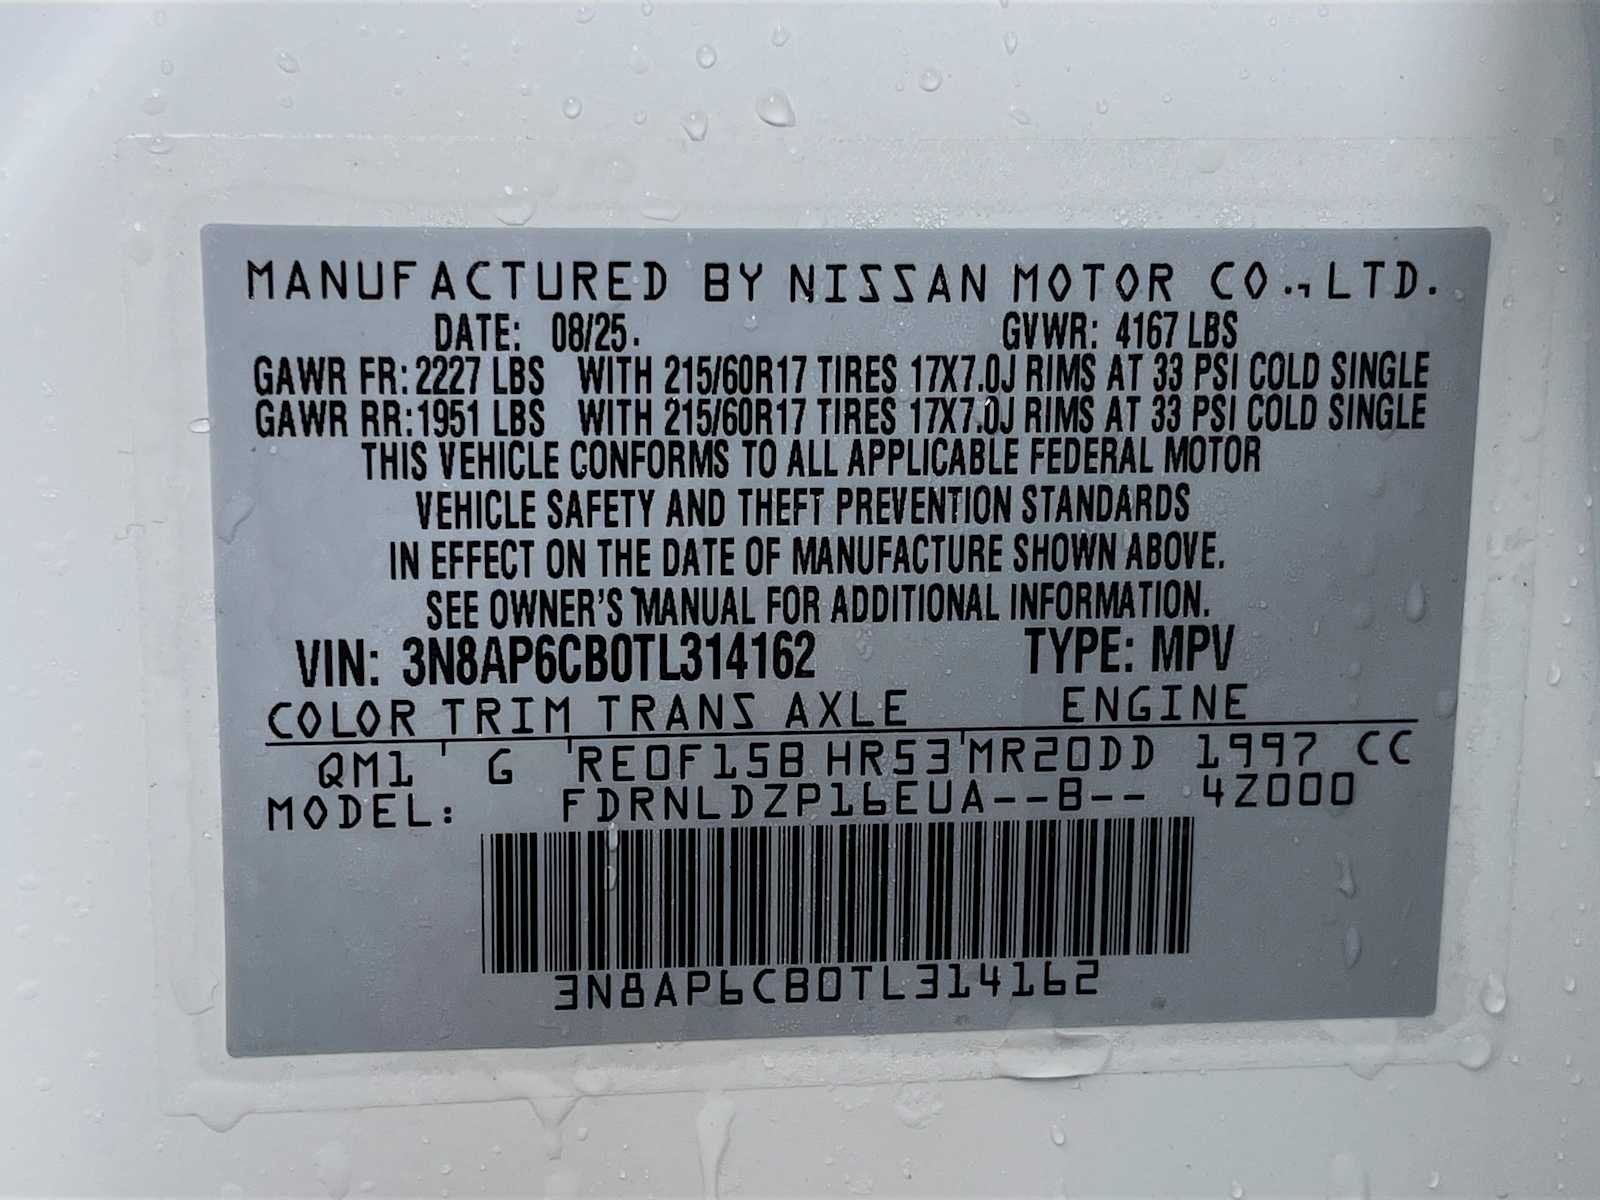 MANUFACTURED BY NISSAN MOTOR CO., LTD.
DATE: 08/25. GVWR: 4167 LBS
GAWR FR: 2227 LBS WITH 215/60R17 TIRES 17X7.0J RIMS AT 33 PSI COLD SINGLE
GAWR RR: 1951 LBS WITH 215/60R17 TIRES 17X7.0J RIMS AT 33 PSI COLD SINGLE
THIS VEHICLE CONFORMS TO ALL APPLICABLE FEDERAL MOTOR
VEHICLE SAFETY AND THEFT PREVENTION STANDARDS
IN EFFECT ON THE DATE OF MANUFACTURE SHOWN ABOVE.
SEE OWNER'S MANUAL FOR ADDITIONAL INFORMATION.
VIN: 3N8AP6CB0TL314162 TYPE: MPV
COLOR TRIM TRANS AXLE ENGINE
QM1 G RE0F15B HR53 MR20DD 1997 CC
MODEL: FDRNLDZP16EUA--B-- 4Z000
3N8AP6CB0TL314162